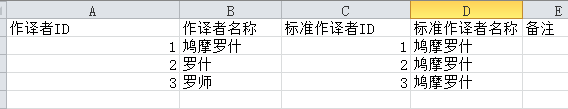 A B C D E
作译者ID 作译者名称 标准作译者ID 标准作译者名称 备注
1 鸠摩罗什 1 鸠摩罗什
2 罗什 2 鸠摩罗什
3 罗师 3 鸠摩罗什